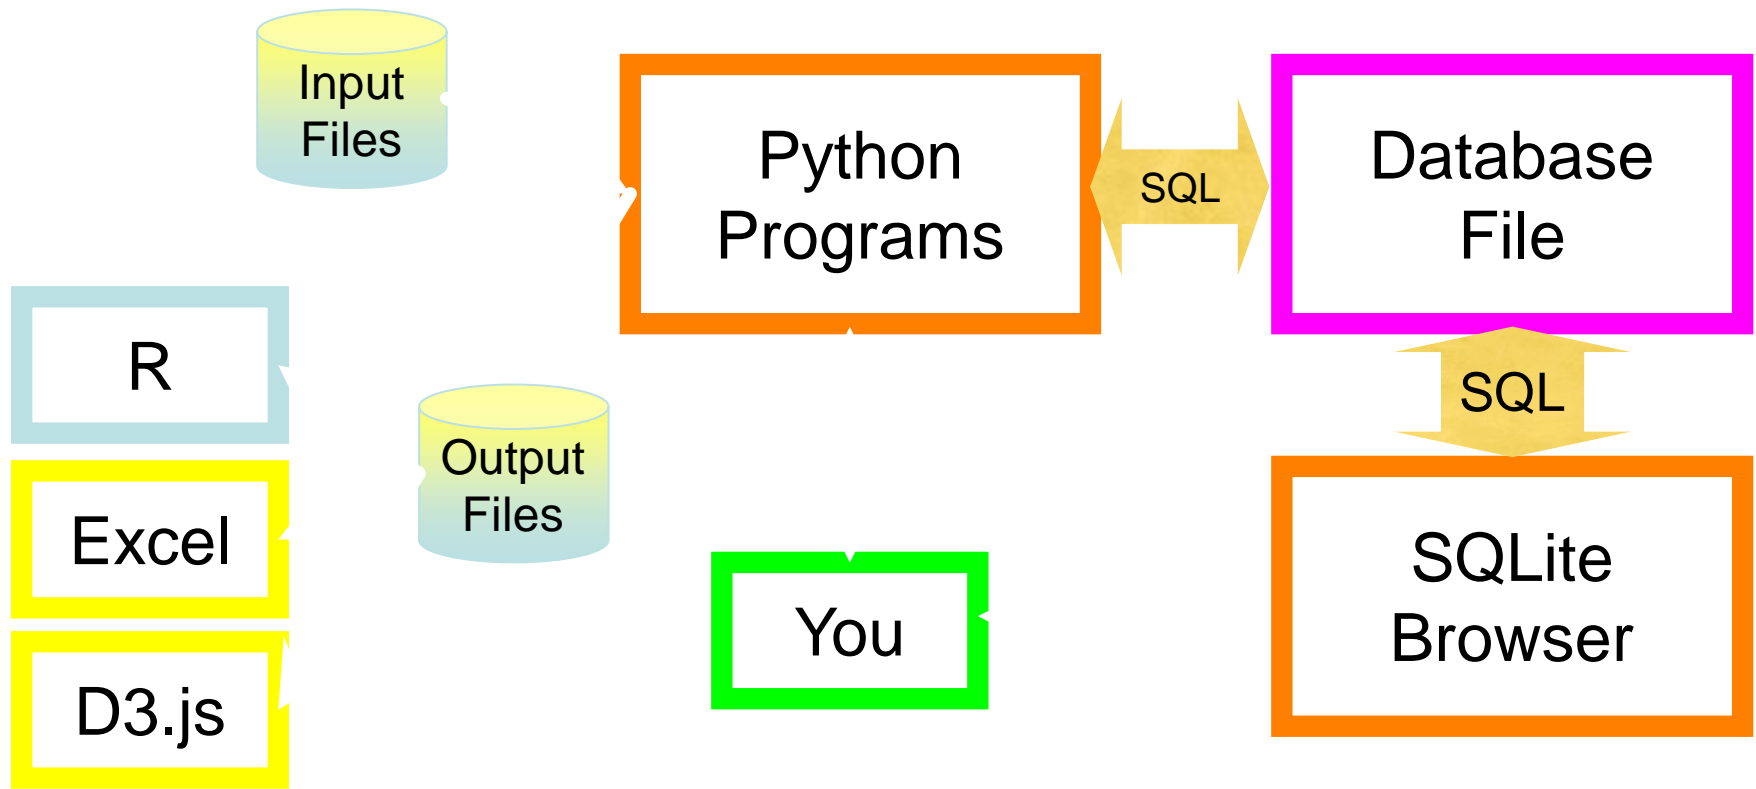 Input
Files
Python
Programs
SQL
Database
File
R
SQL
Output
Files
Excel
SQLite
Browser
You
D3.js